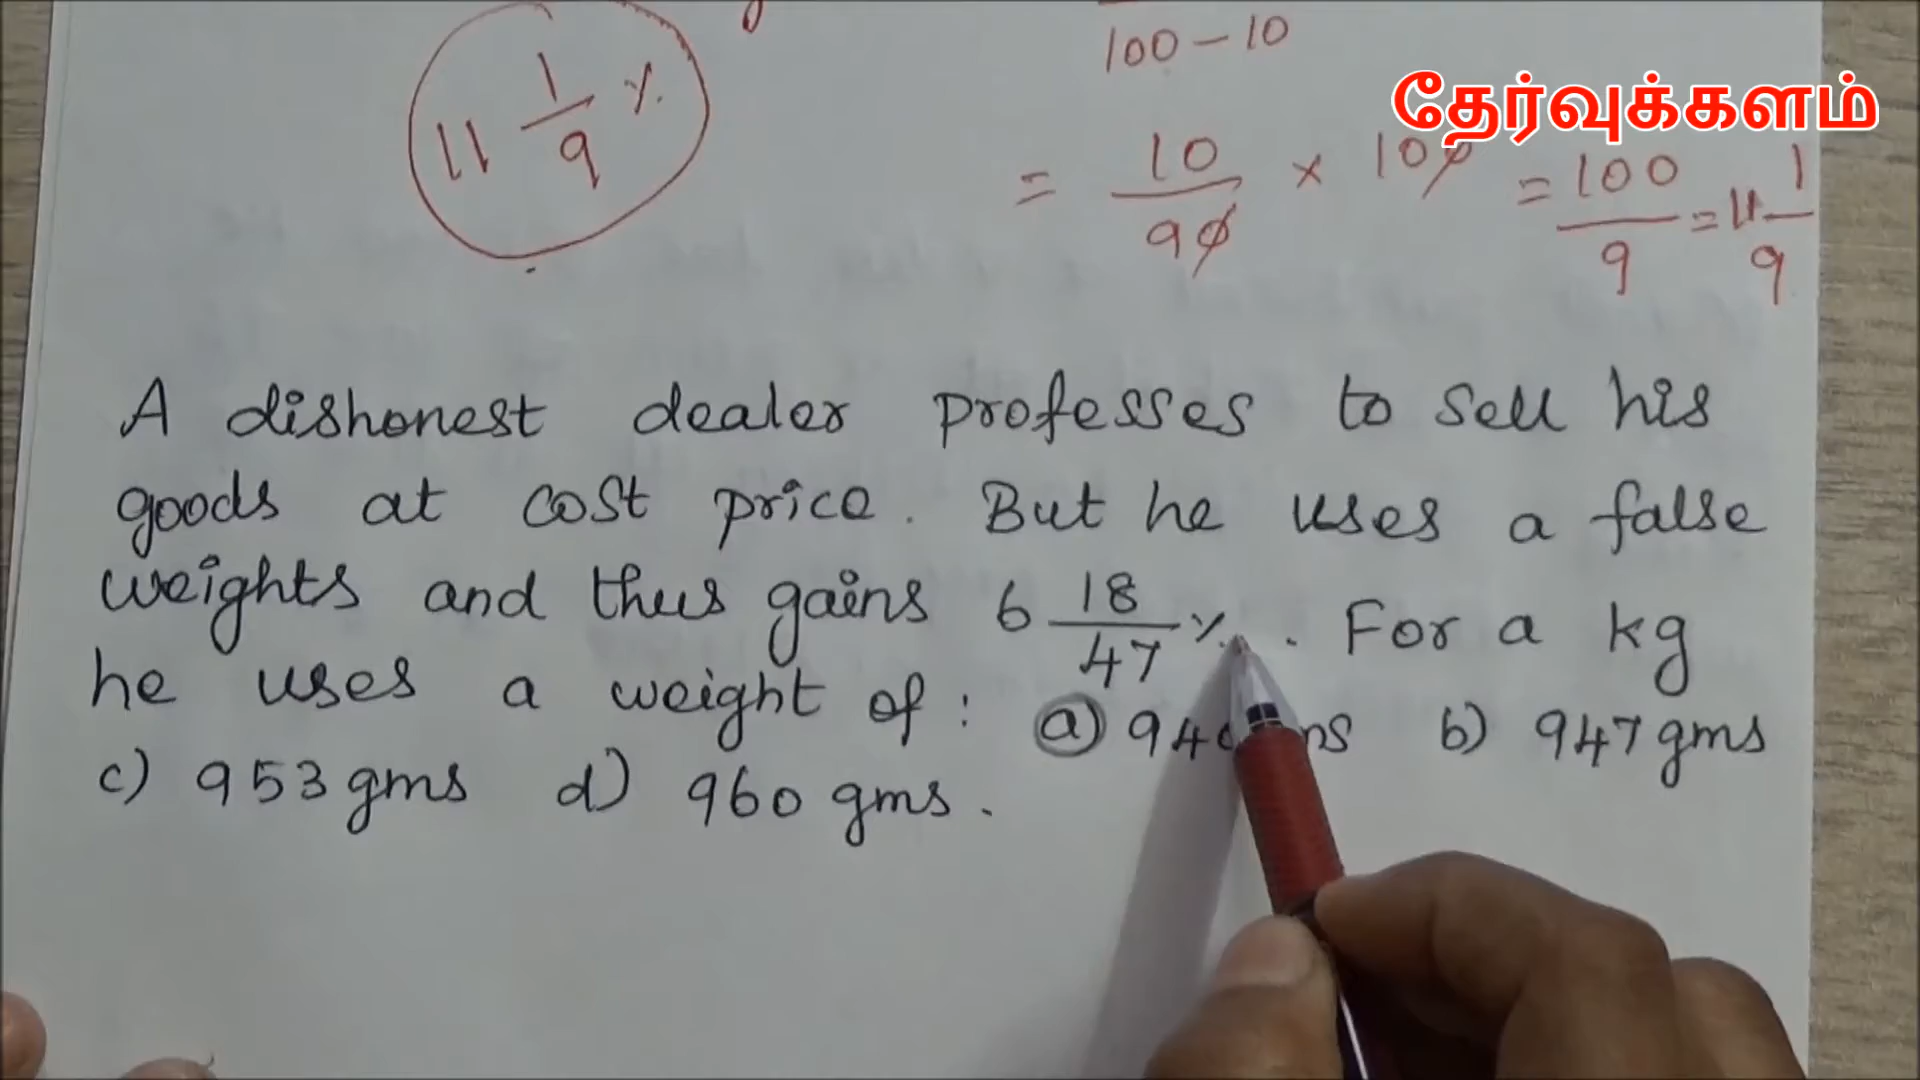 11 1/9 %
100 - 10
தேர்வுக்களம்
= 10/90 × 100 = 100/9 = 11 1/9
A dishonest dealer professes to sell his
goods at cost price. But he uses a false
weights and thus gains 6 18/47 %. For a kg
he uses a weight of : a) b) 947 gms
c) 953 gms d) 960 gms.